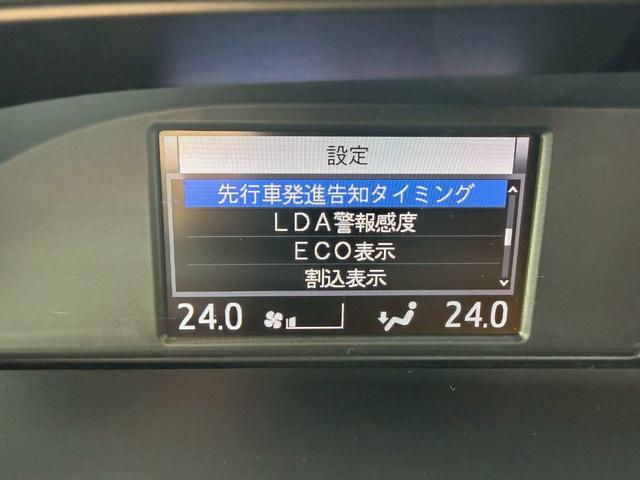 設定
先行車発進告知タイミング
ＬＤＡ警報感度
ＥＣＯ表示
割込表示
24.0 24.0